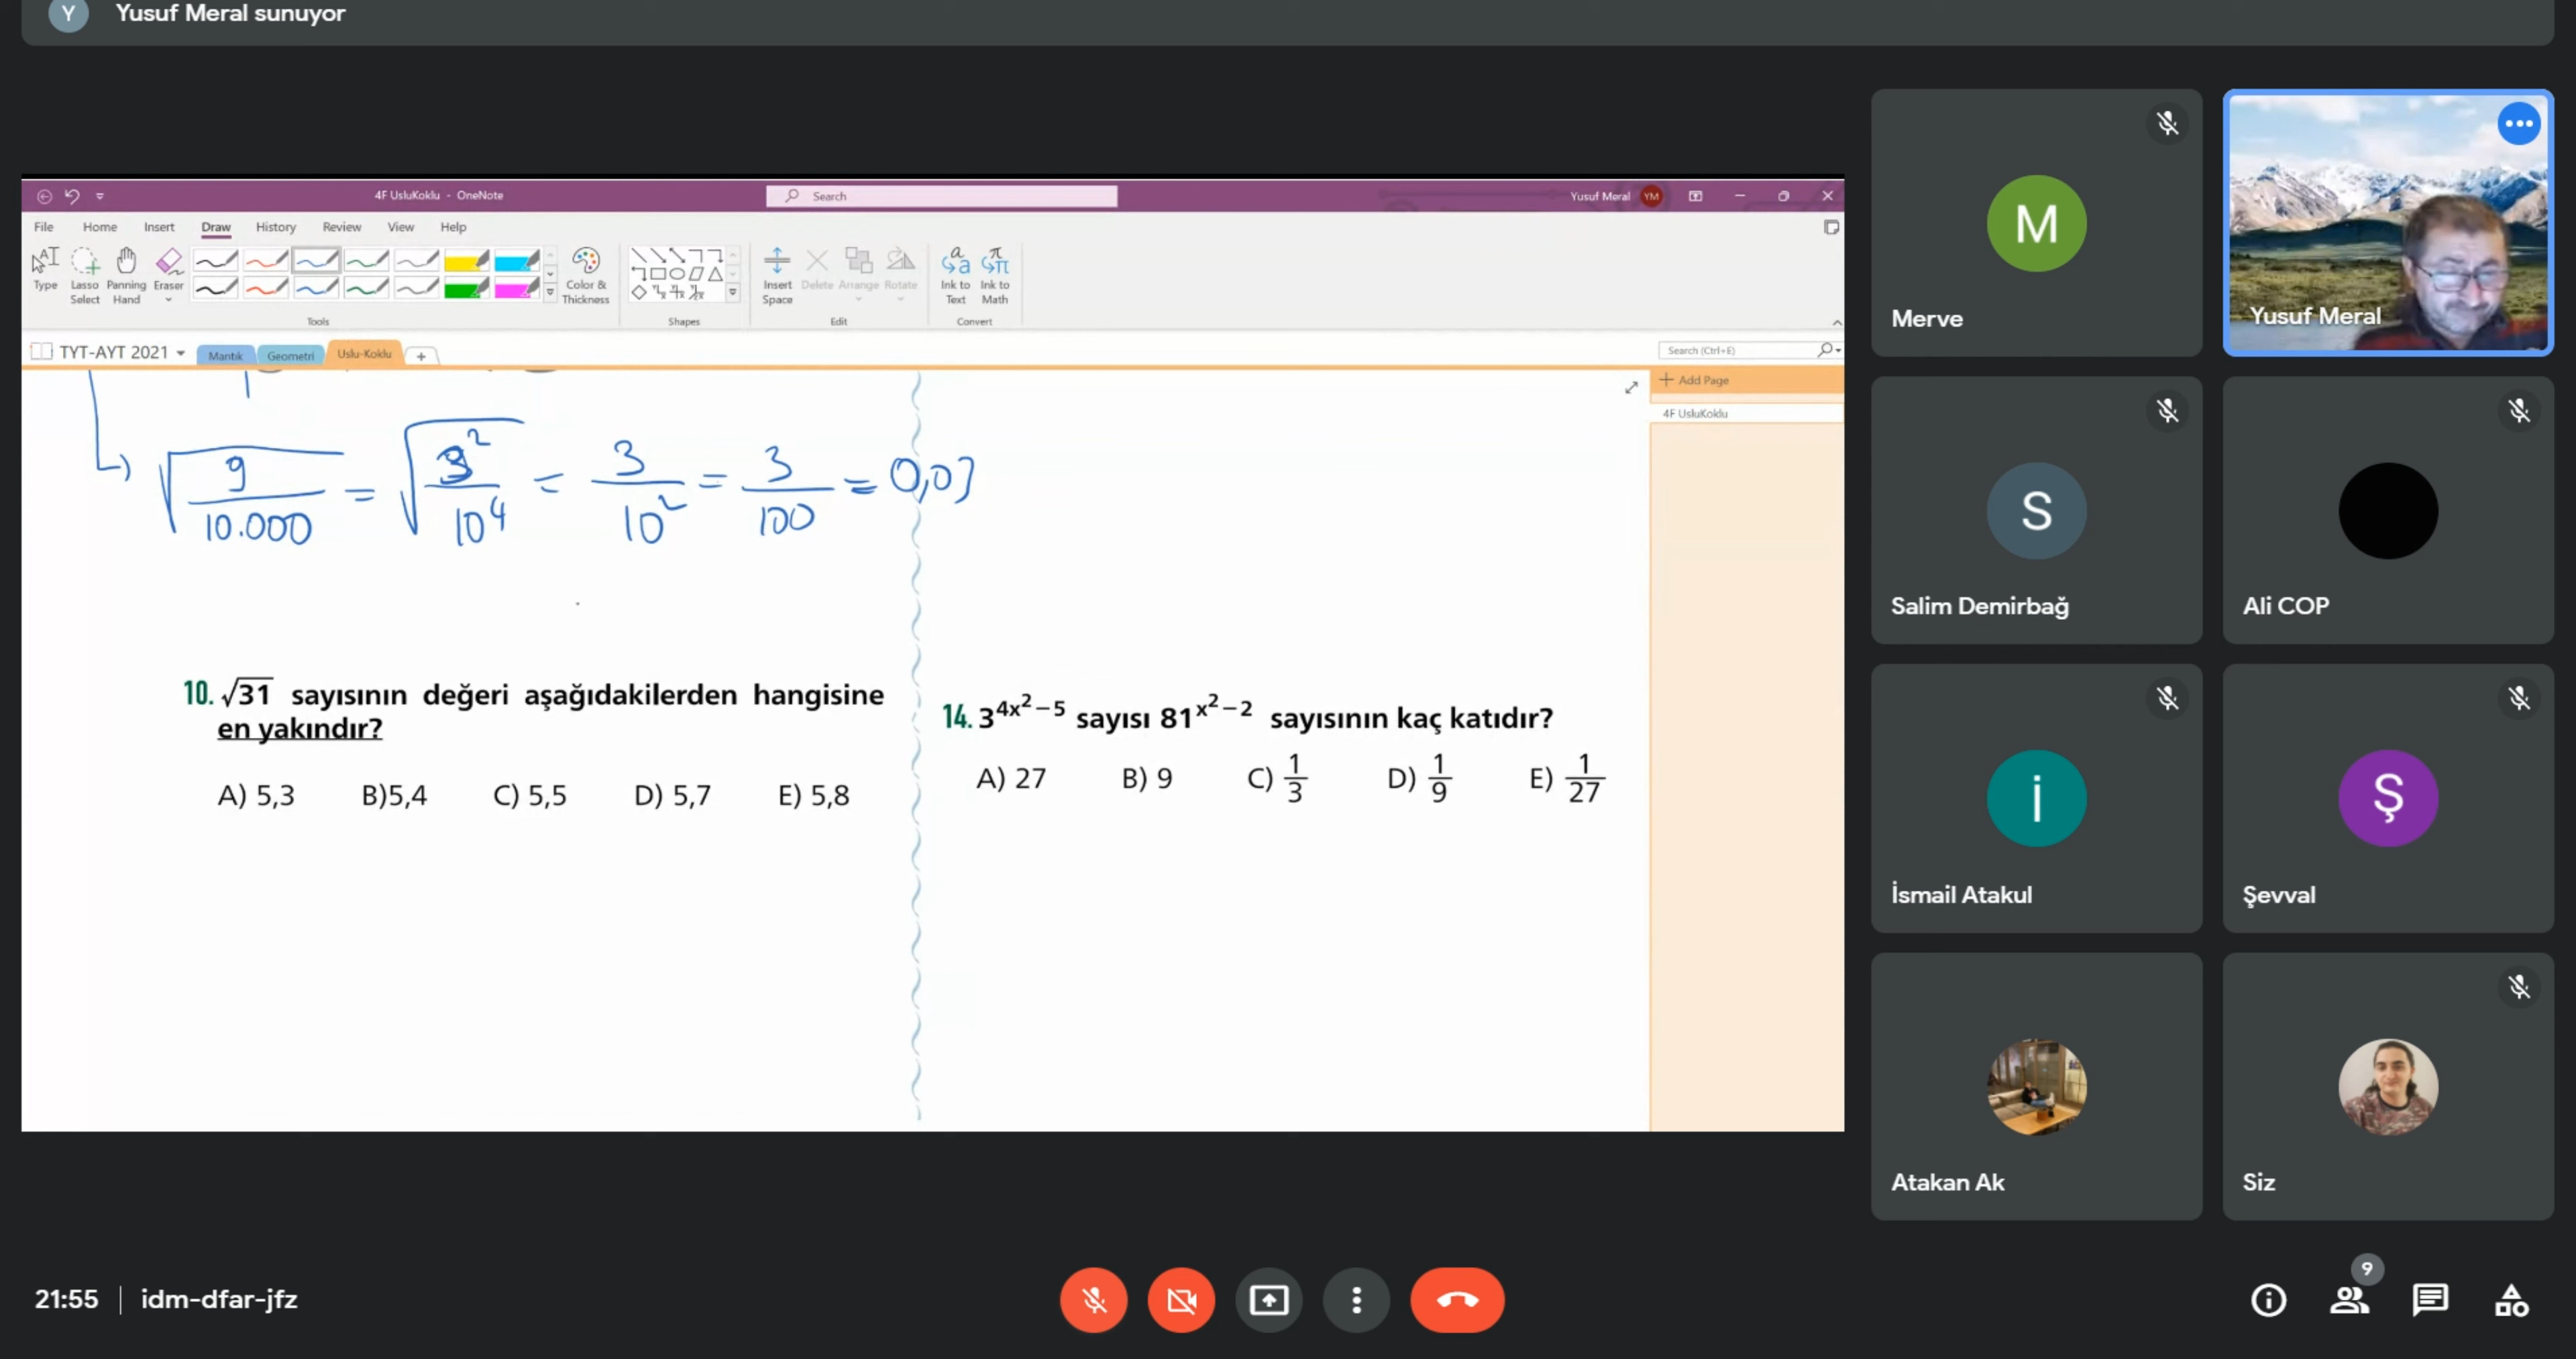 Y Yusuf Meral sunuyor
4F UsluKoklu - OneNote
Search
Yusuf Meral YM
File Home Insert Draw History Review View Help
Type
Lasso Select
Panning Hand
Eraser
Color & Thickness
Insert Space
Delete
Arrange
Rotate
Ink to Text
Ink to Math
Tools
Shapes
Edit
Convert
TYT-AYT 2021 Mantık Geometri Uslu-Koklu +
Search (Ctrl+E)
+ Add Page
4F UsluKoklu
√(9/10.000) = √(3²/10⁴) = 3/10² = 3/100 = 0,03
10. √31 sayısının değeri aşağıdakilerden hangisine
en yakındır?
A) 5,3 B)5,4 C) 5,5 D) 5,7 E) 5,8
14. 3^(4x²−5) sayısı 81^(x²−2) sayısının kaç katıdır?
A) 27 B) 9 C) 1/3 D) 1/9 E) 1/27
M
Merve
Yusuf Meral
S
Salim Demirbağ
Ali COP
İ
İsmail Atakul
Ş
Şevval
Atakan Ak
Siz
21:55 | idm-dfar-jfz
9